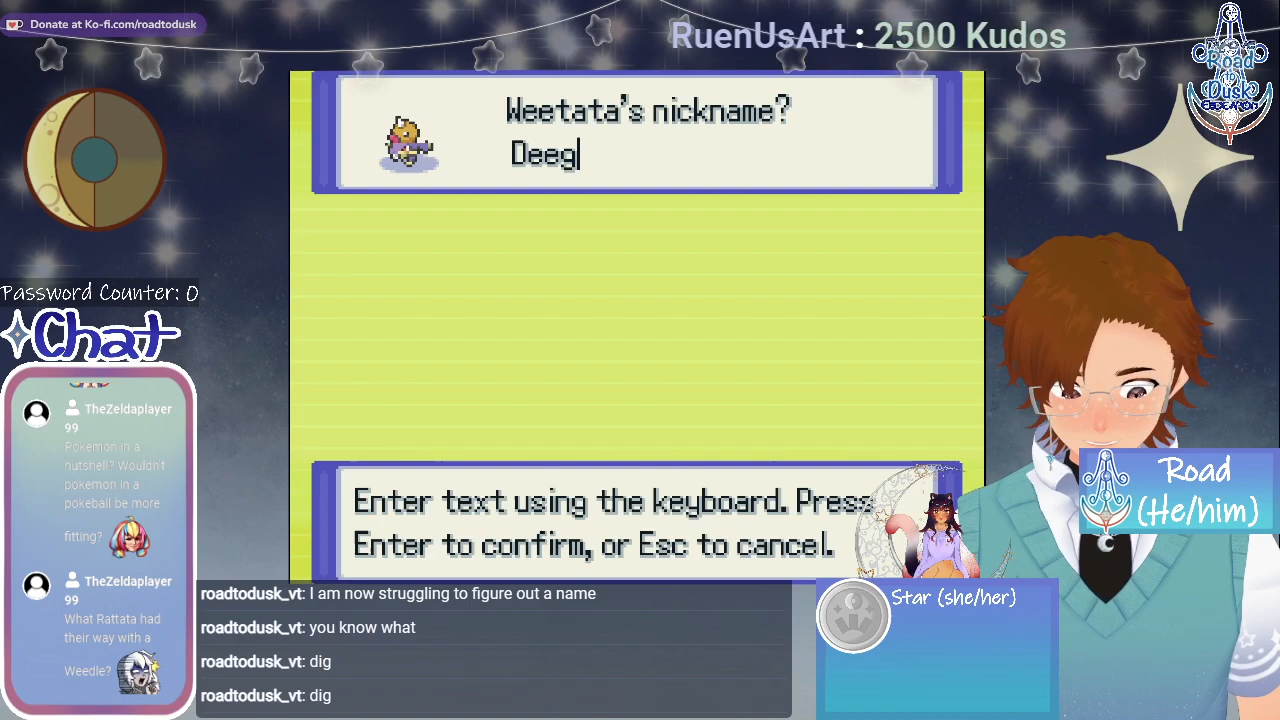 Donate at Ko-fi.com/roadtodusk
RuenUsArt : 2500 Kudos
Road
to
Dusk
Weetata's nickname?
Deeg
Password Counter: 0
Chat
TheZeldaplayer
99
Pokemon in a
nutshell? Wouldn't
pokemon in a
pokeball be more
fitting?
TheZeldaplayer
99
What Rattata had
their way with a
Weedle?
Enter text using the keyboard. Press
Enter to confirm, or Esc to cancel.
Road
(He/him)
Star (she/her)
roadtodusk_vt: I am now struggling to figure out a name
roadtodusk_vt: you know what
roadtodusk_vt: dig
roadtodusk_vt: dig